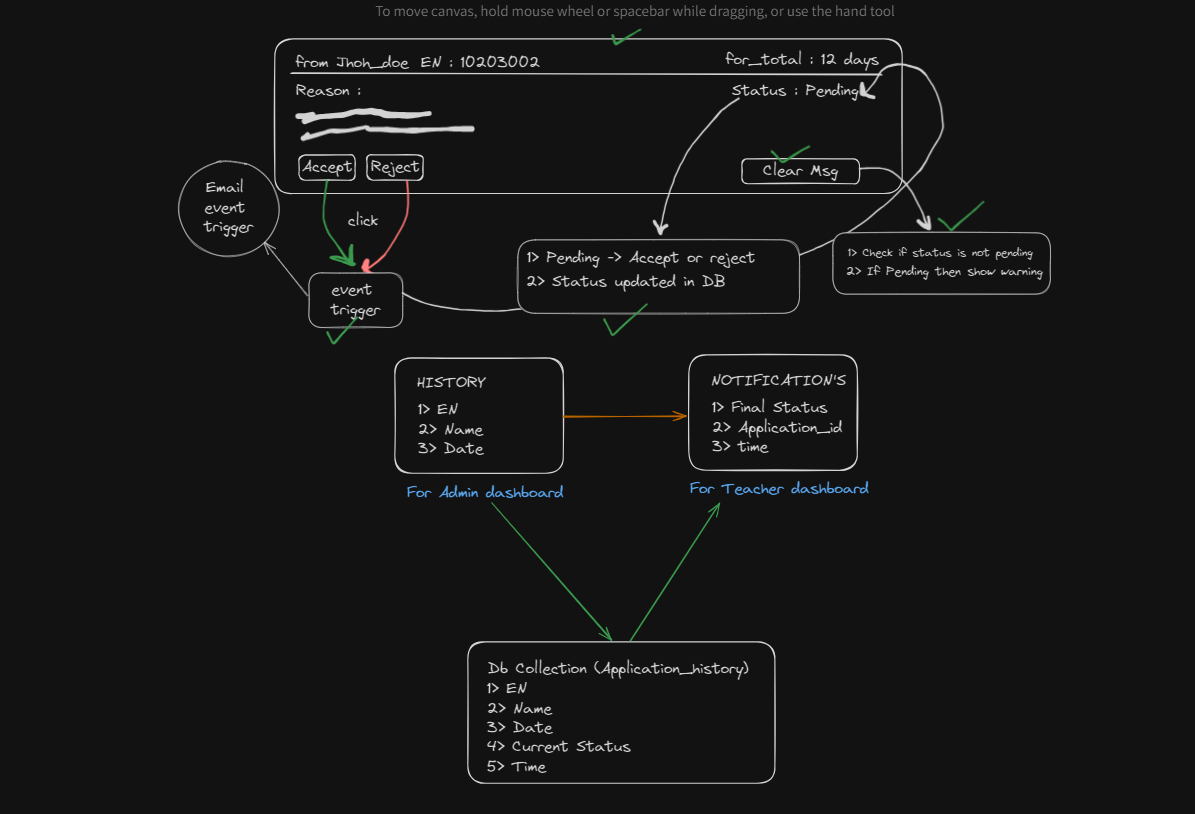 To move canvas, hold mouse wheel or spacebar while dragging, or use the hand tool
from Jhoh_doe EN : 10203002
for_total : 12 days
Reason :
Status : Pending
Accept
Reject
Clear Msg
Email
event
trigger
click
1> Pending -> Accept or reject
2> Status updated in DB
1> Check if status is not pending
2> If Pending then show warning
event
trigger
HISTORY
1> EN
2> Name
3> Date
NOTIFICATION'S
1> Final Status
2> Application_id
3> time
For Admin dashboard
For Teacher dashboard
Db Collection (Application_history)
1> EN
2> Name
3> Date
4> Current Status
5> Time